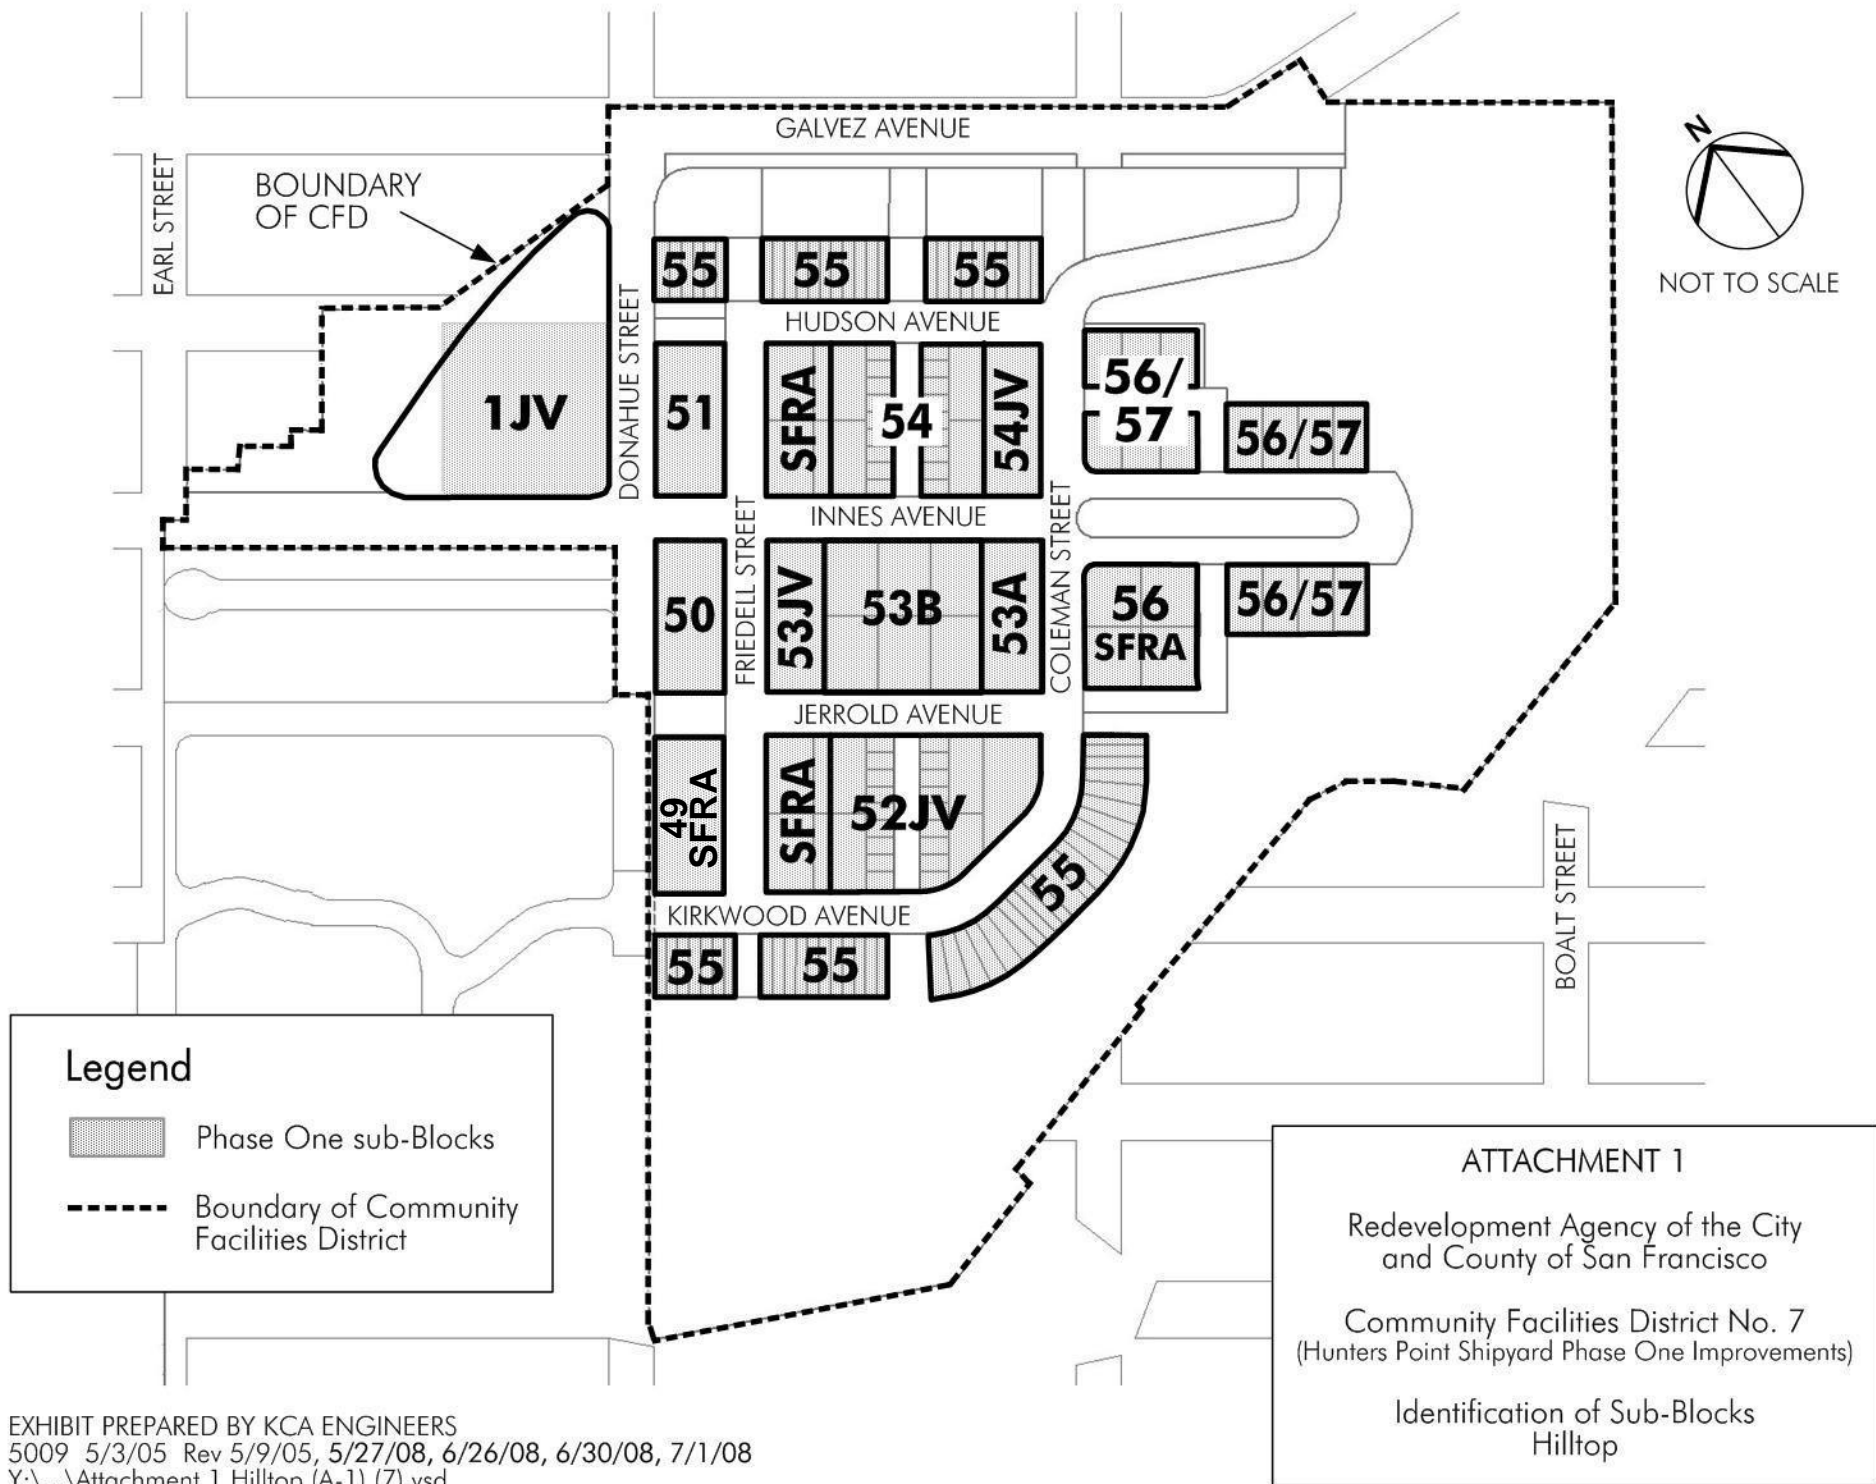 GALVEZ AVENUE
N
NOT TO SCALE
EARL STREET
BOUNDARY
OF CFD
DONAHUE STREET
55
55
55
HUDSON AVENUE
1JV
51
SFRA
54
54JV
56/
57
56/57
INNES AVENUE
FRIEDELL STREET
COLEMAN STREET
50
53JV
53B
53A
56
SFRA
56/57
JERROLD AVENUE
49
SFRA
SFRA
52JV
55
KIRKWOOD AVENUE
55
55
BOALT STREET
Legend
Phase One sub-Blocks
Boundary of Community
Facilities District
ATTACHMENT 1
Redevelopment Agency of the City
and County of San Francisco
Community Facilities District No. 7
(Hunters Point Shipyard Phase One Improvements)
Identification of Sub-Blocks
Hilltop
EXHIBIT PREPARED BY KCA ENGINEERS
5009 5/3/05 Rev 5/9/05, 5/27/08, 6/26/08, 6/30/08, 7/1/08
Y:\...\Attachment 1 Hilltop (A-1) (7).vsd